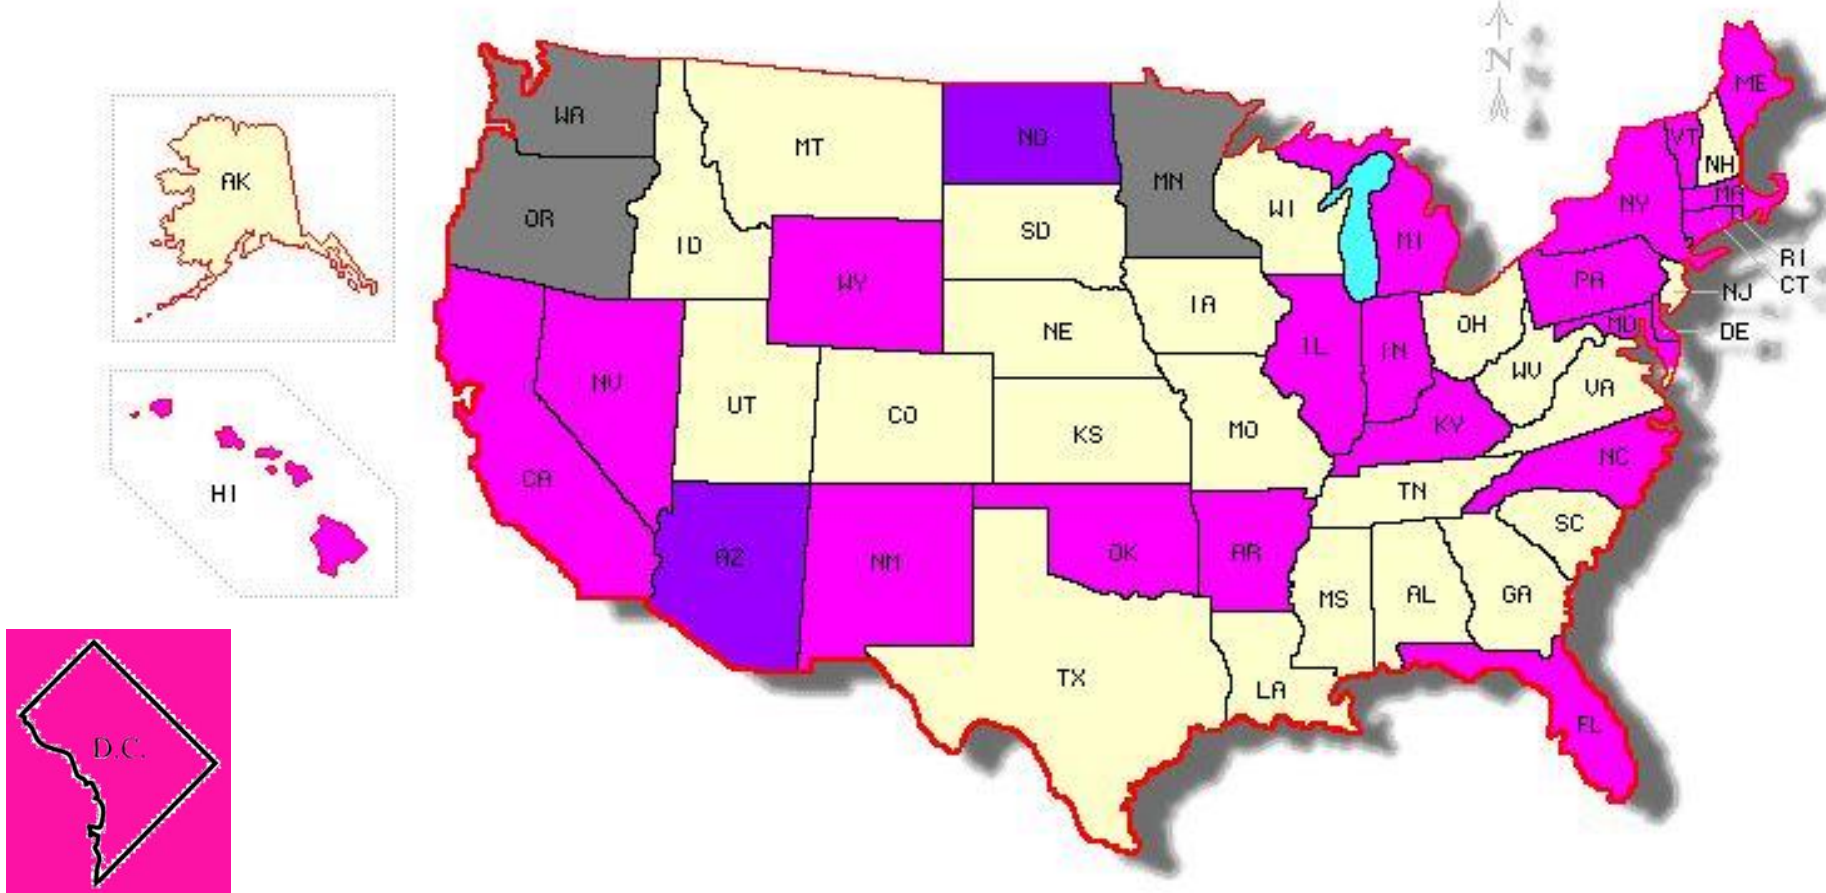 N
WA
MT
ND
MN
ME
VT
NH
AK
OR
ID
SD
WI
MI
NY
MA
WY
IA
PA
RI
CT
NJ
NE
OH
MD
DE
IL
IN
NV
UT
CO
KS
MO
WV
VA
KY
HI
CA
TN
NC
SC
AZ
NM
OK
AR
MS
AL
GA
TX
LA
FL
D.C.